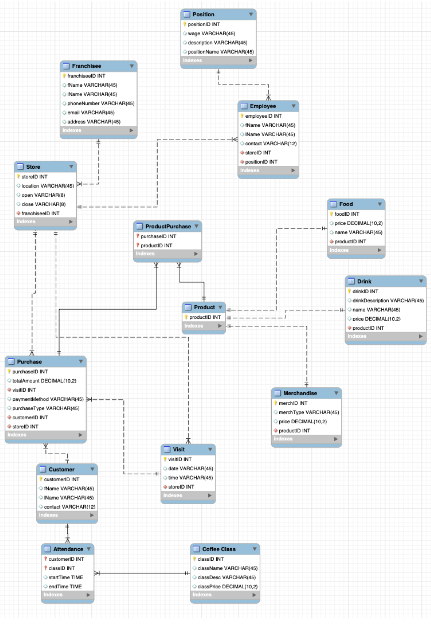 Position
positionID INT
wage VARCHAR(45)
description VARCHAR(45)
positionName VARCHAR(45)
Indexes
Franchisee
franchiseeID INT
fName VARCHAR(45)
lName VARCHAR(45)
phoneNumber VARCHAR(45)
email VARCHAR(45)
address VARCHAR(45)
Indexes
Employee
employeeID INT
fName VARCHAR(45)
lName VARCHAR(45)
contact VARCHAR(12)
storeID INT
positionID INT
Indexes
Store
storeID INT
location VARCHAR(45)
open VARCHAR(8)
close VARCHAR(8)
franchiseeID INT
Indexes
Food
foodID INT
price DECIMAL(10,2)
name VARCHAR(45)
productID INT
Indexes
ProductPurchase
purchaseID INT
productID INT
Indexes
Drink
drinkID INT
drinkDescription VARCHAR(45)
name VARCHAR(45)
price DECIMAL(10,2)
productID INT
Indexes
Product
productID INT
Indexes
Purchase
purchaseID INT
totalAmount DECIMAL(10,2)
visitID INT
paymentMethod VARCHAR(45)
purchaseType VARCHAR(45)
customerID INT
storeID INT
Indexes
Merchandise
merchID INT
merchType VARCHAR(45)
price DECIMAL(10,2)
productID INT
Indexes
Visit
visitID INT
date VARCHAR(45)
time VARCHAR(45)
storeID INT
Indexes
Customer
customerID INT
fName VARCHAR(45)
lName VARCHAR(45)
contact VARCHAR(12)
Indexes
Attendance
customerID INT
classID INT
startTime TIME
endTime TIME
Indexes
Coffee Class
classID INT
className VARCHAR(45)
classDesc VARCHAR(45)
classPrice DECIMAL(10,2)
Indexes